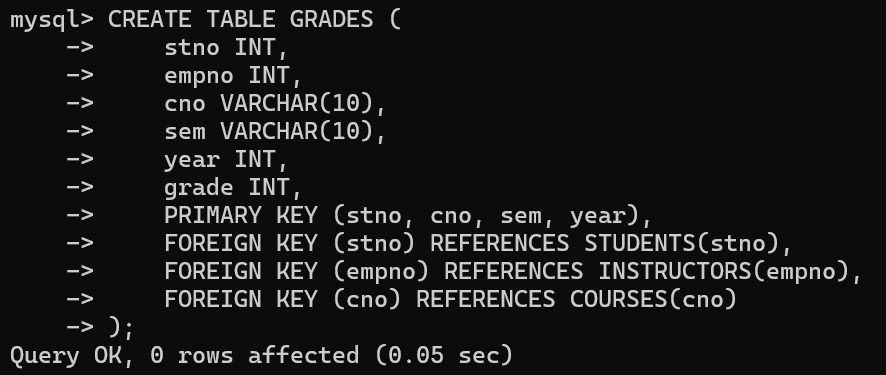 mysql> CREATE TABLE GRADES (
    ->     stno INT,
    ->     empno INT,
    ->     cno VARCHAR(10),
    ->     sem VARCHAR(10),
    ->     year INT,
    ->     grade INT,
    ->     PRIMARY KEY (stno, cno, sem, year),
    ->     FOREIGN KEY (stno) REFERENCES STUDENTS(stno),
    ->     FOREIGN KEY (empno) REFERENCES INSTRUCTORS(empno),
    ->     FOREIGN KEY (cno) REFERENCES COURSES(cno)
    -> );
Query OK, 0 rows affected (0.05 sec)